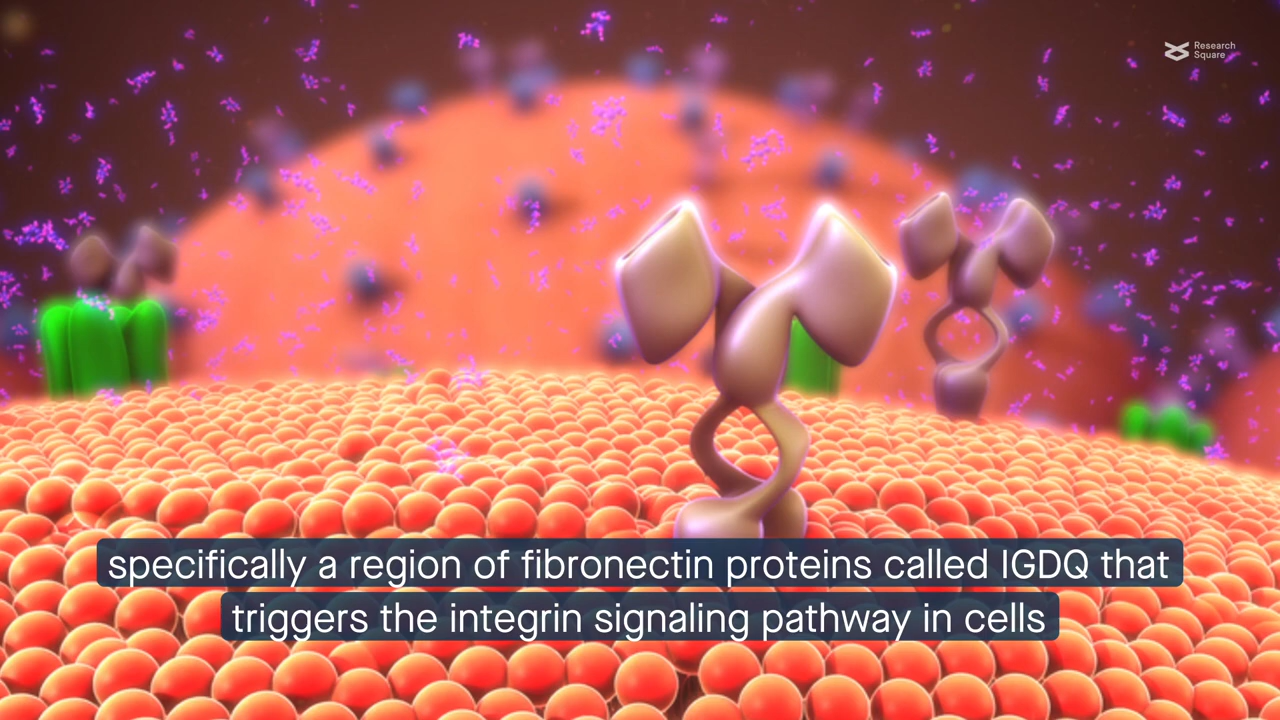 Research
Square
specifically a region of fibronectin proteins called IGDQ that
triggers the integrin signaling pathway in cells